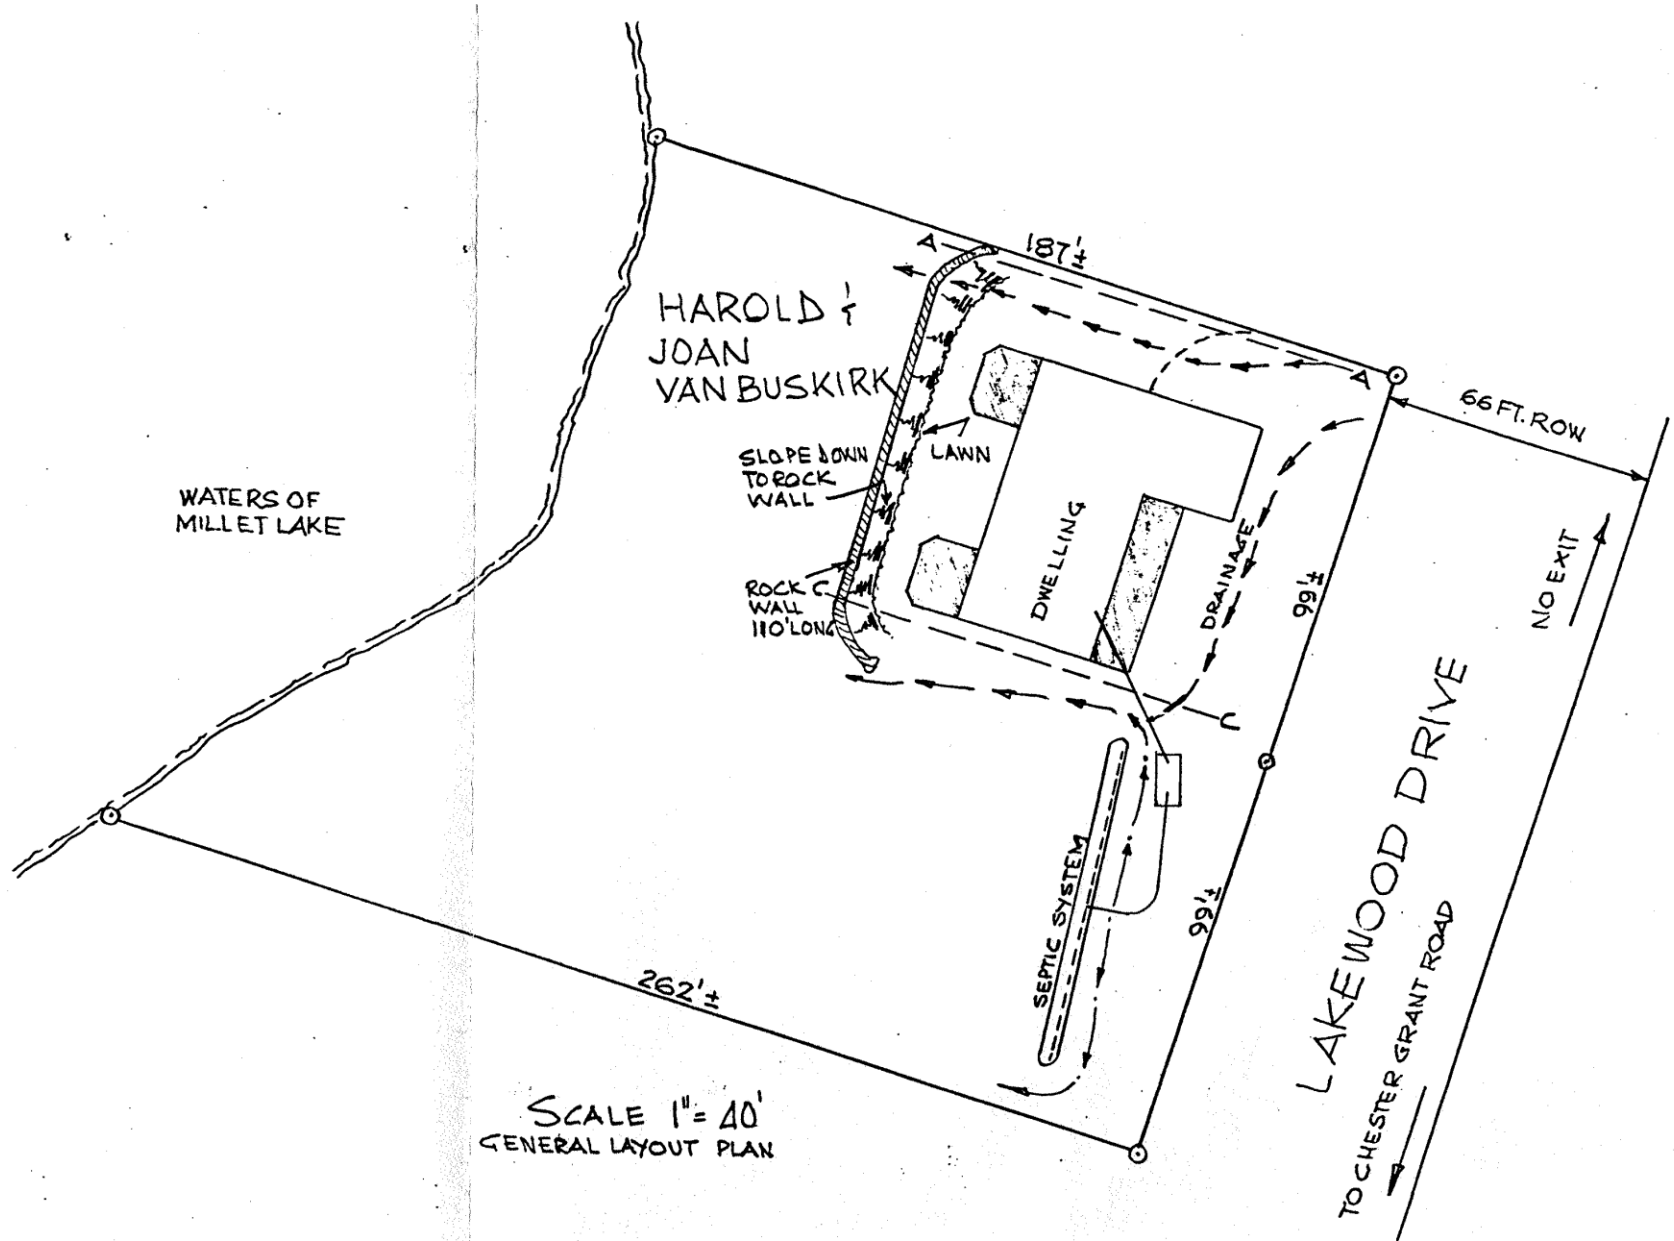 187'±
A
HAROLD &
JOAN
VAN BUSKIRK
A
66 FT. ROW
SLOPE DOWN
TO ROCK
WALL
LAWN
WATERS OF
MILLET LAKE
DWELLING
DRAINAGE
NO EXIT
ROCK
WALL
110' LONG
C
99'±
C
LAKEWOOD DRIVE
SEPTIC SYSTEM
99'±
262'±
TO CHESTER GRANT ROAD
SCALE 1" = 40'
GENERAL LAYOUT PLAN